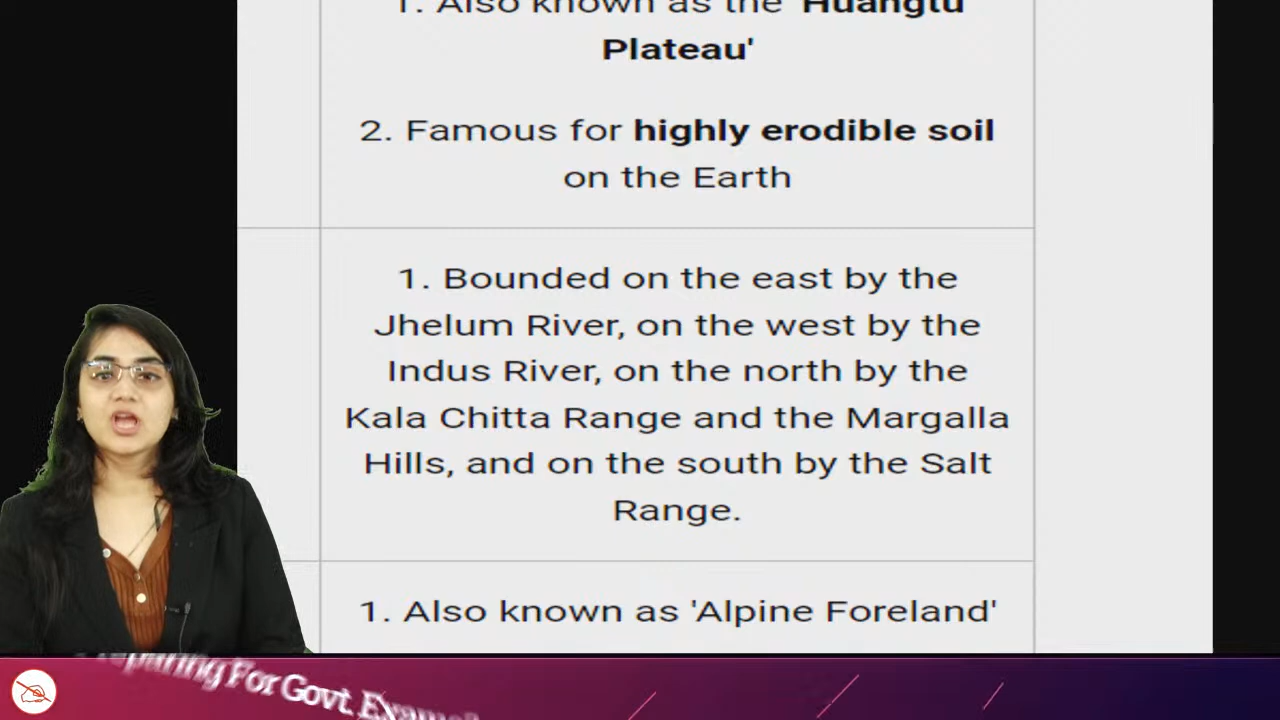 1. Also known as the 'Huangtu
Plateau'
2. Famous for highly erodible soil
on the Earth
1. Bounded on the east by the
Jhelum River, on the west by the
Indus River, on the north by the
Kala Chitta Range and the Margalla
Hills, and on the south by the Salt
Range.
1. Also known as 'Alpine Foreland'
Preparing For Govt. Exams